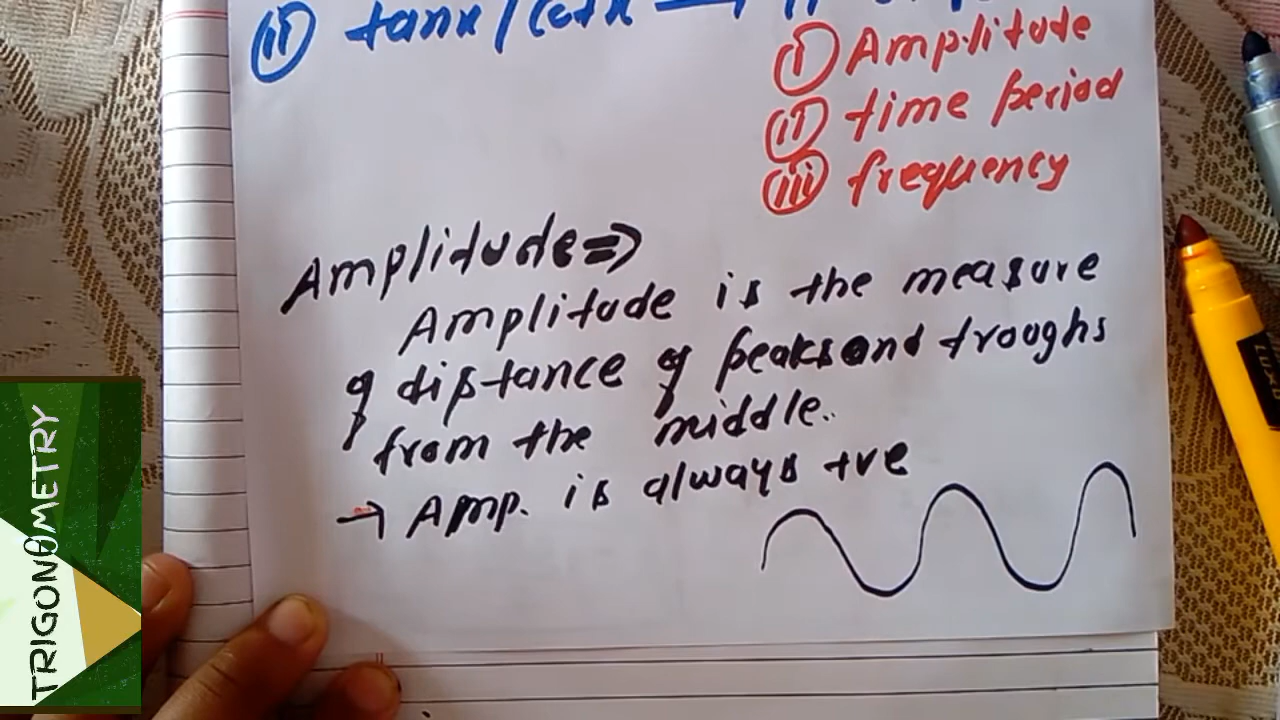 (ii) tanx/cotx →
(i) Amplitude
(ii) time period
(iii) frequency
Amplitude ⇒
Amplitude is the measure
of distance of peaks and troughs
from the middle..
→ Amp. is always +ve
TRIGONOMETRY